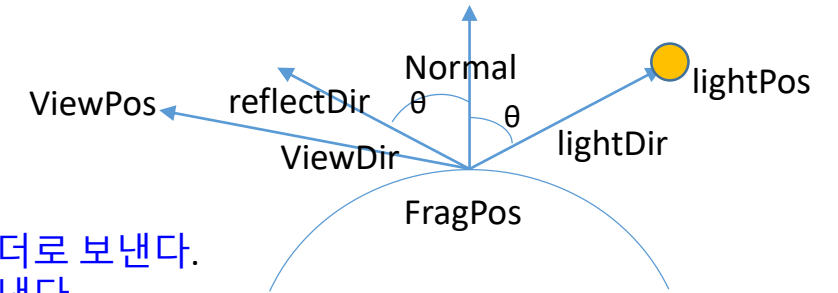 Normal
lightPos
ViewPos
reflectDir
θ
θ
ViewDir
lightDir
FragPos
더로 보낸다.